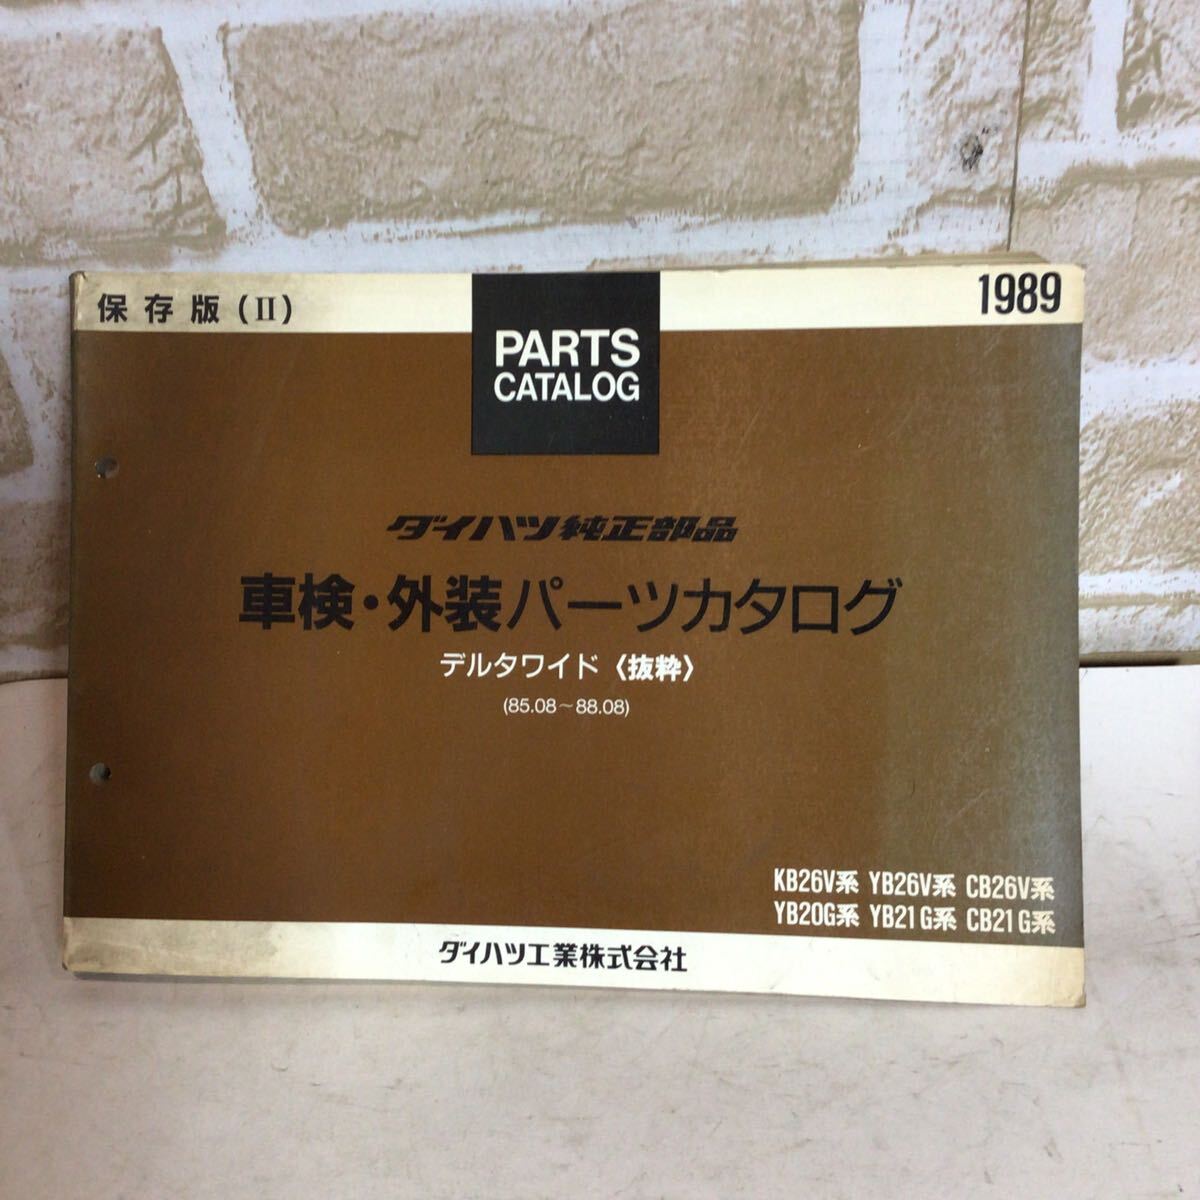 保存版(II)
1989
PARTS
CATALOG
ダイハツ純正部品
車検・外装パーツカタログ
デルタワイド〈抜粋〉
(85.08～88.08)
KB26V系 YB26V系 CB26V系
YB20G系 YB21G系 CB21G系
ダイハツ工業株式会社